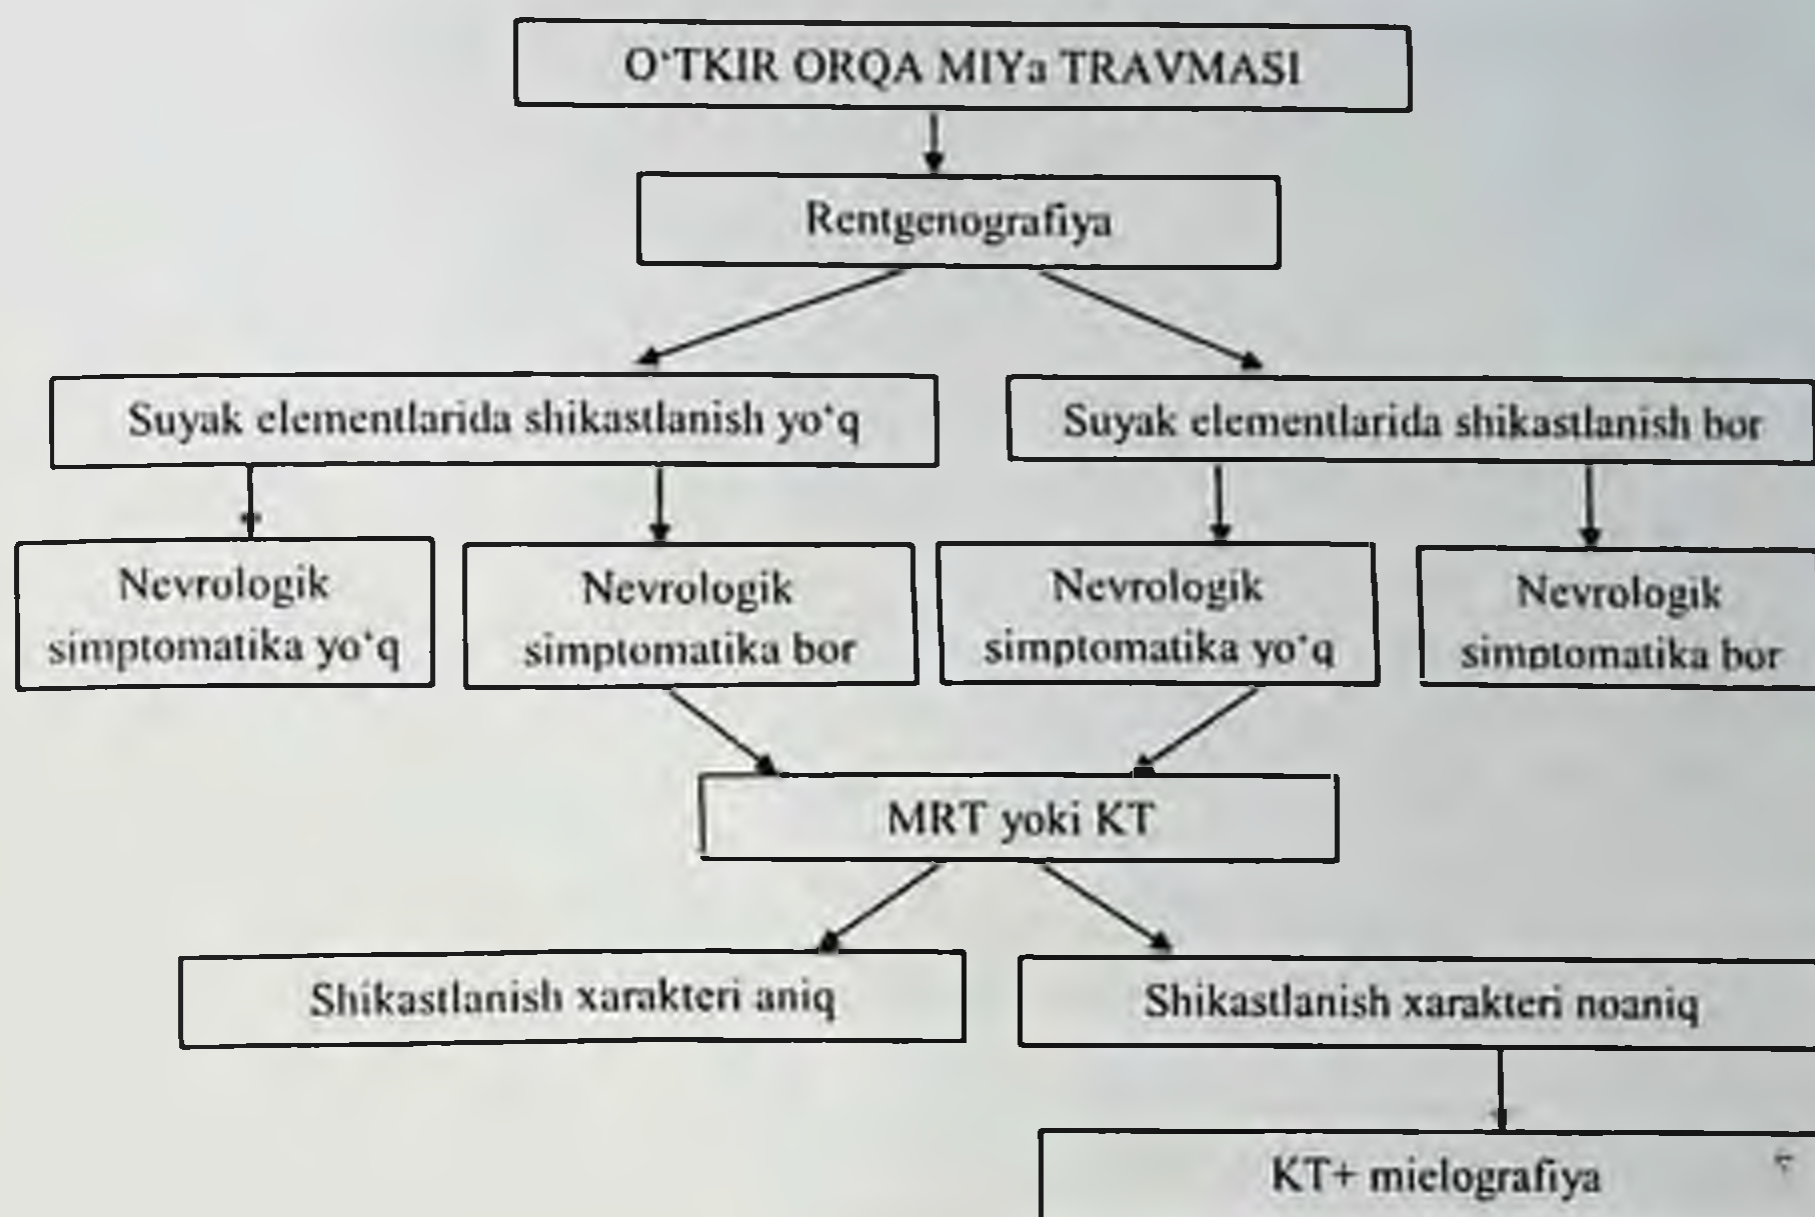 O‘TKIR ORQA MIYa TRAVMASI
Rentgenografiya
Suyak elementlarida shikastlanish yo‘q
Suyak elementlarida shikastlanish bor
Nevrologik
simptomatika yo‘q
Nevrologik
simptomatika bor
Nevrologik
simptomatika yo‘q
Nevrologik
simptomatika bor
MRT yoki KT
Shikastlanish xarakteri aniq
Shikastlanish xarakteri noaniq
KT+ mielografiya